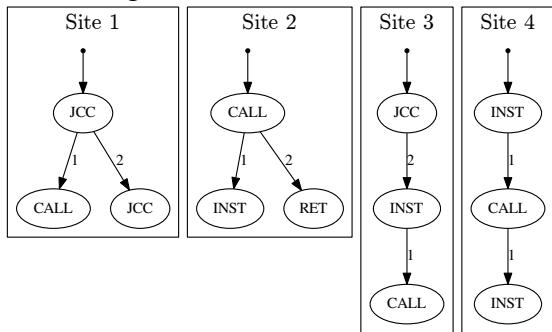 Site 1
JCC
1
2
CALL
JCC
Site 2
CALL
1
2
INST
RET
Site 3
JCC
2
INST
1
CALL
Site 4
INST
1
CALL
1
INST